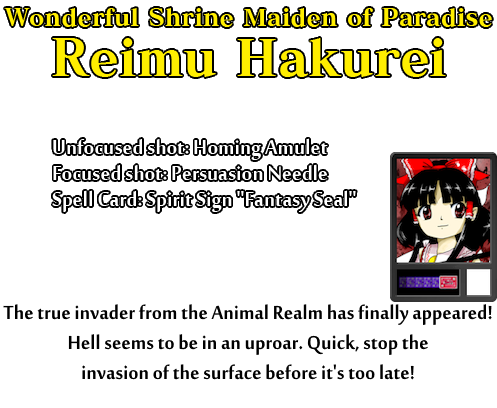 Wonderful Shrine Maiden of Paradise
Reimu Hakurei
Unfocused shot: Homing Amulet
Focused shot: Persuasion Needle
Spell Card: Spirit Sign "Fantasy Seal"
The true invader from the Animal Realm has finally appeared!
Hell seems to be in an uproar. Quick, stop the
invasion of the surface before it's too late!